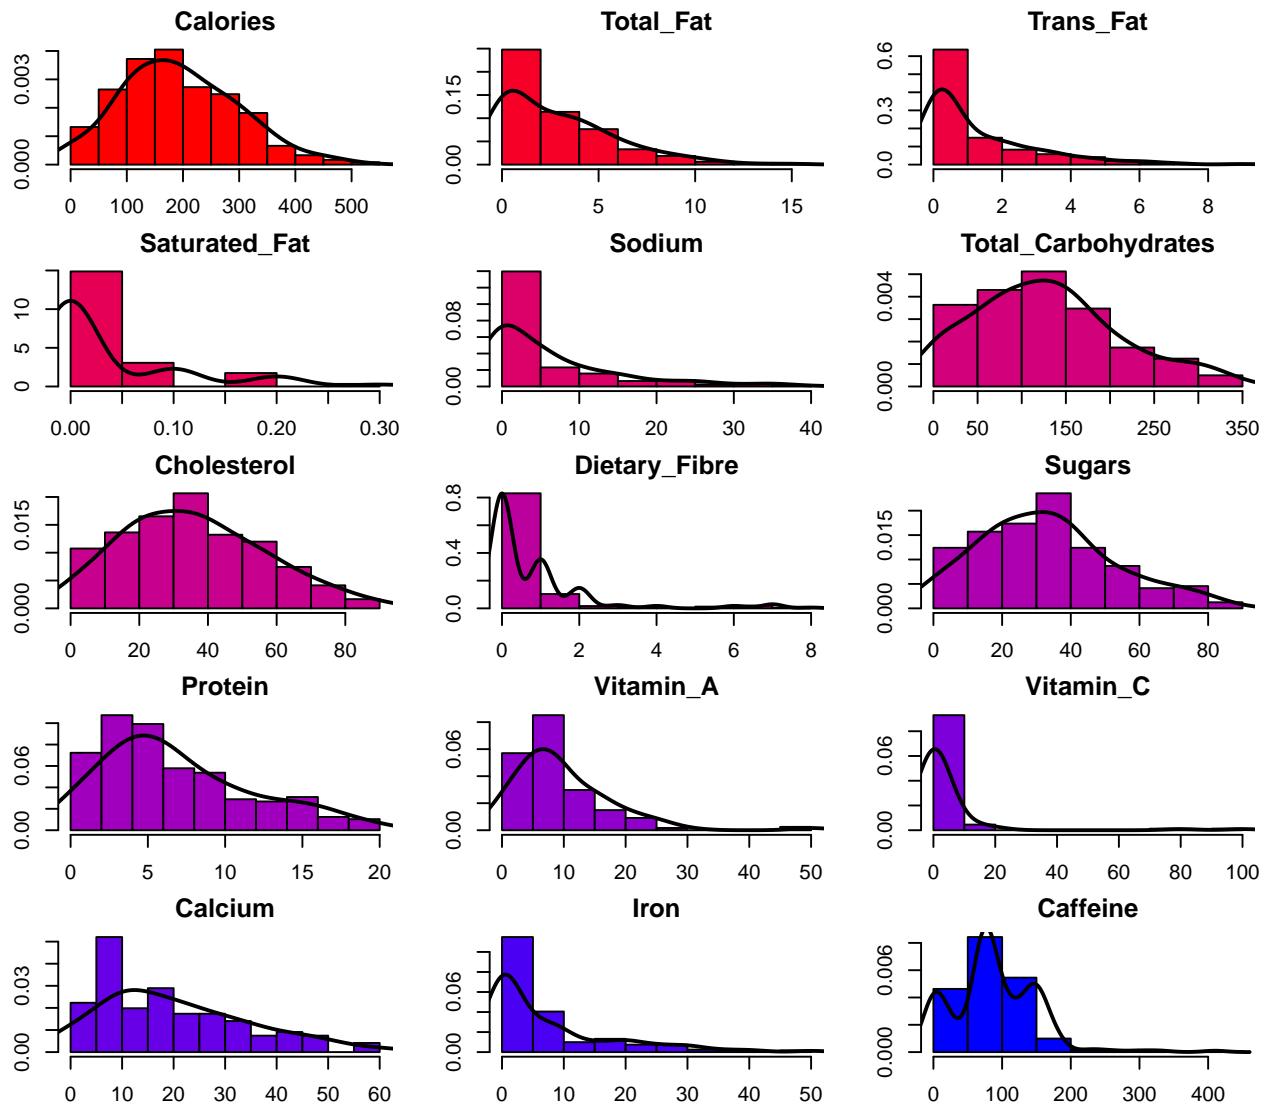 Calories
0.000 0.003
0 100 200 300 400 500
Total_Fat
0.00 0.15
0 5 10 15
Trans_Fat
0.0 0.3 0.6
0 2 4 6 8
Saturated_Fat
0 5 10
0.00 0.10 0.20 0.30
Sodium
0.00 0.08
0 10 20 30 40
Total_Carbohydrates
0.000 0.004
0 50 150 250 350
Cholesterol
0.000 0.015
0 20 40 60 80
Dietary_Fibre
0.0 0.4 0.8
0 2 4 6 8
Sugars
0.000 0.015
0 20 40 60 80
Protein
0.00 0.06
0 5 10 15 20
Vitamin_A
0.00 0.06
0 10 20 30 40 50
Vitamin_C
0.00 0.06
0 20 40 60 80 100
Calcium
0.00 0.03
0 10 20 30 40 50 60
Iron
0.00 0.06
0 10 20 30 40 50
Caffeine
0.000 0.006
0 100 200 300 400